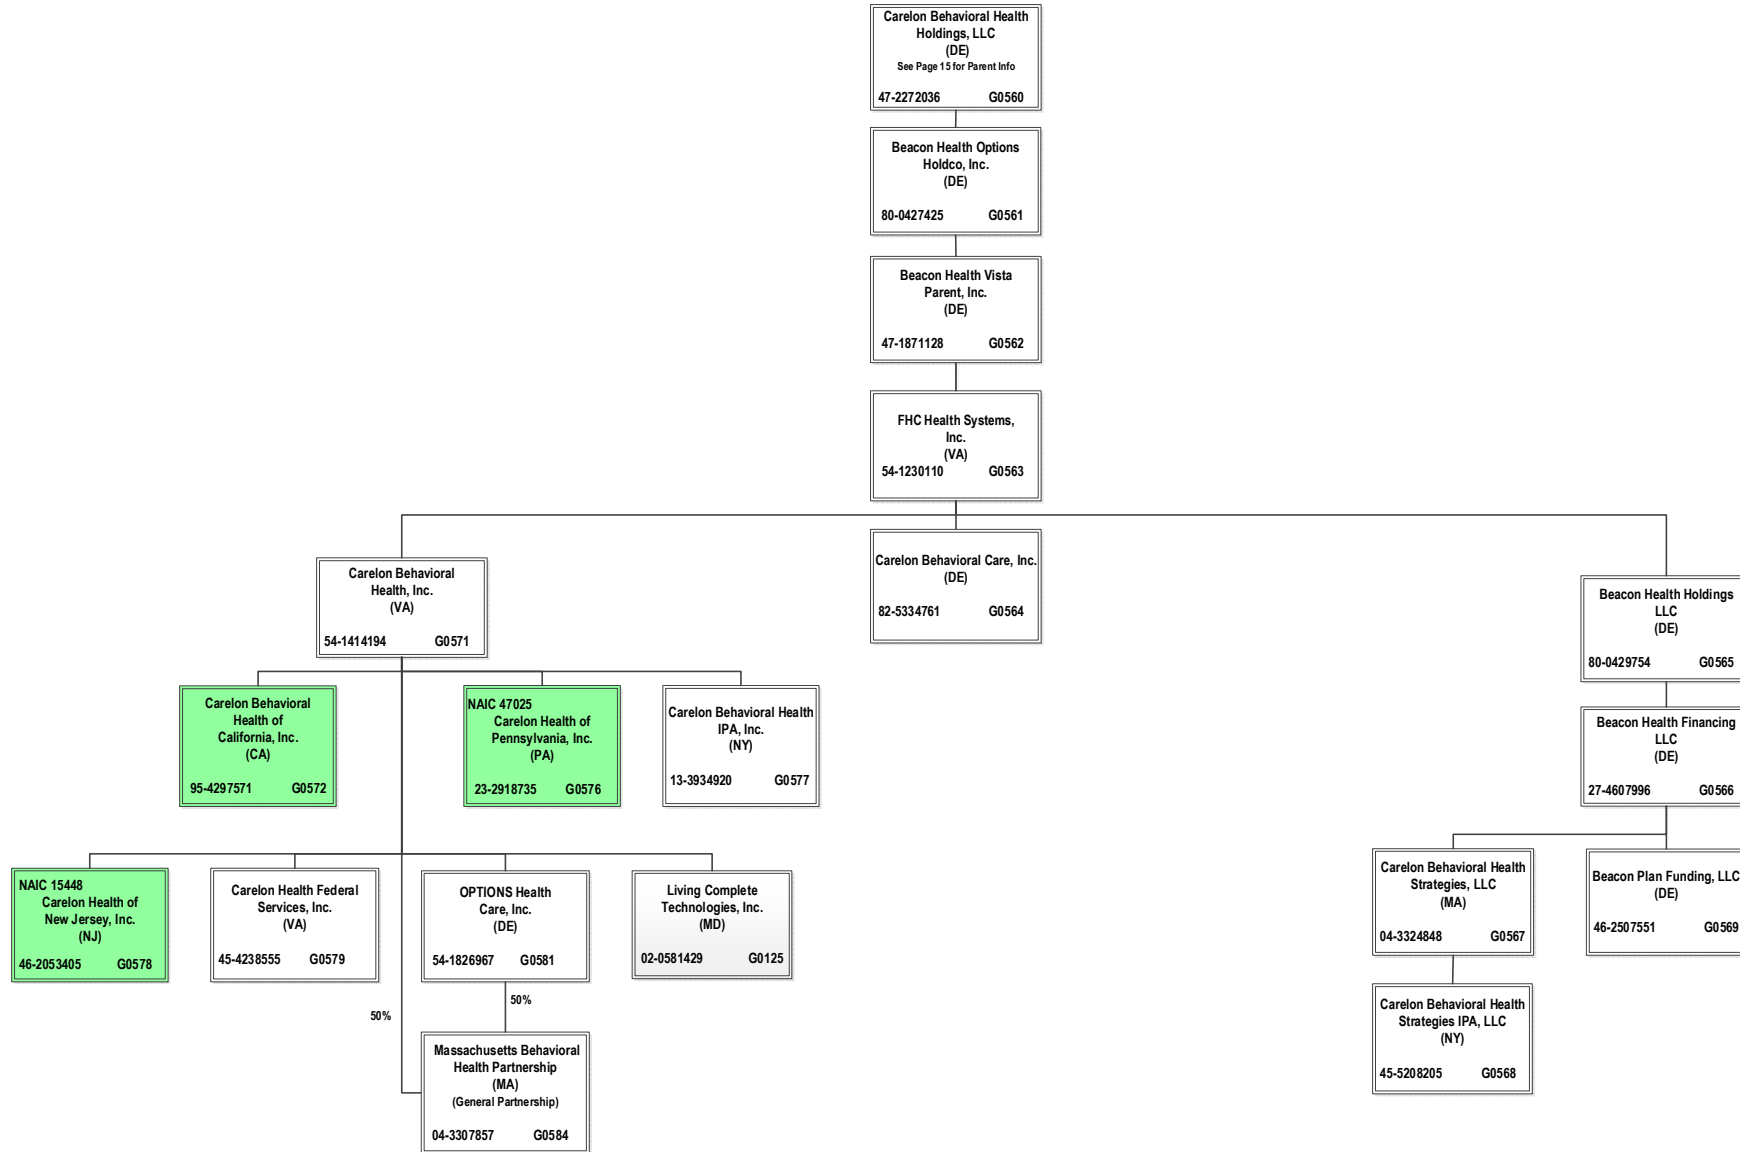 Carelon Behavioral Health
Holdings, LLC
(DE)
See Page 15 for Parent Info
47-2272036 G0560
Beacon Health Options
Holdco, Inc.
(DE)
80-0427425 G0561
Beacon Health Vista
Parent, Inc.
(DE)
47-1871128 G0562
FHC Health Systems,
Inc.
(VA)
54-1230110 G0563
Carelon Behavioral
Health, Inc.
(VA)
54-1414194 G0571
Carelon Behavioral Care, Inc.
(DE)
82-5334761 G0564
Beacon Health Holdings
LLC
(DE)
80-0429754 G0565
Carelon Behavioral
Health of
California, Inc.
(CA)
95-4297571 G0572
NAIC 47025
Carelon Health of
Pennsylvania, Inc.
(PA)
23-2918735 G0576
Carelon Behavioral Health
IPA, Inc.
(NY)
13-3934920 G0577
Beacon Health Financing
LLC
(DE)
27-4607996 G0566
NAIC 15448
Carelon Health of
New Jersey, Inc.
(NJ)
46-2053405 G0578
Carelon Health Federal
Services, Inc.
(VA)
45-4238555 G0579
OPTIONS Health
Care, Inc.
(DE)
54-1826967 G0581
Living Complete
Technologies, Inc.
(MD)
02-0581429 G0125
Carelon Behavioral Health
Strategies, LLC
(MA)
04-3324848 G0567
Beacon Plan Funding, LLC
(DE)
46-2507551 G0569
50%
50%
Massachusetts Behavioral
Health Partnership
(MA)
(General Partnership)
04-3307857 G0584
Carelon Behavioral Health
Strategies IPA, LLC
(NY)
45-5208205 G0568